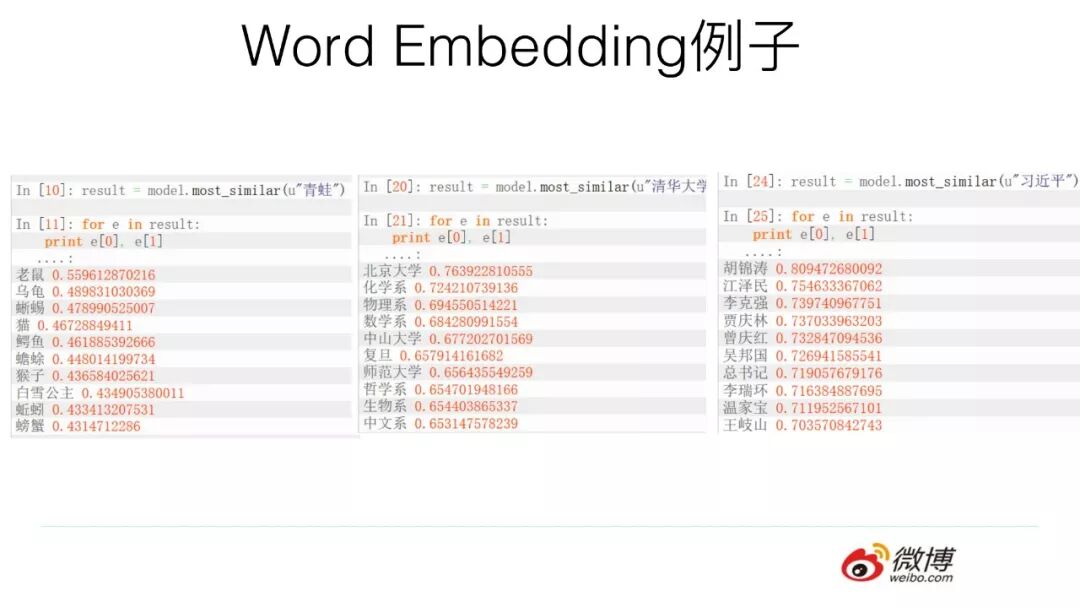 Word Embedding例子
In [10]: result = model.most_similar(u"青蛙")
In [11]: for e in result:
print e[0], e[1]
....:
老鼠 0.559612870216
乌龟 0.489831030369
蜥蜴 0.478990525007
猫 0.46728849411
鳄鱼 0.461885392666
蟾蜍 0.448014199734
猴子 0.436584025621
白雪公主 0.434905380011
蚯蚓 0.433413207531
螃蟹 0.4314712286
In [20]: result = model.most_similar(u"清华大学
In [21]: for e in result:
print e[0], e[1]
....:
北京大学 0.763922810555
化学系 0.724210739136
物理系 0.694550514221
数学系 0.684280991554
中山大学 0.677202701569
复旦 0.657914161682
师范大学 0.656435549259
哲学系 0.654701948166
生物系 0.654403865337
中文系 0.653147578239
In [24]: result = model.most_similar(u"习近平")
In [25]: for e in result:
print e[0], e[1]
....:
胡锦涛 0.809472680092
江泽民 0.754633367062
李克强 0.739740967751
贾庆林 0.737033963203
曾庆红 0.732847094536
吴邦国 0.726941585541
总书记 0.719057679176
李瑞环 0.716384887695
温家宝 0.711952567101
王岐山 0.703570842743
微博
weibo.com